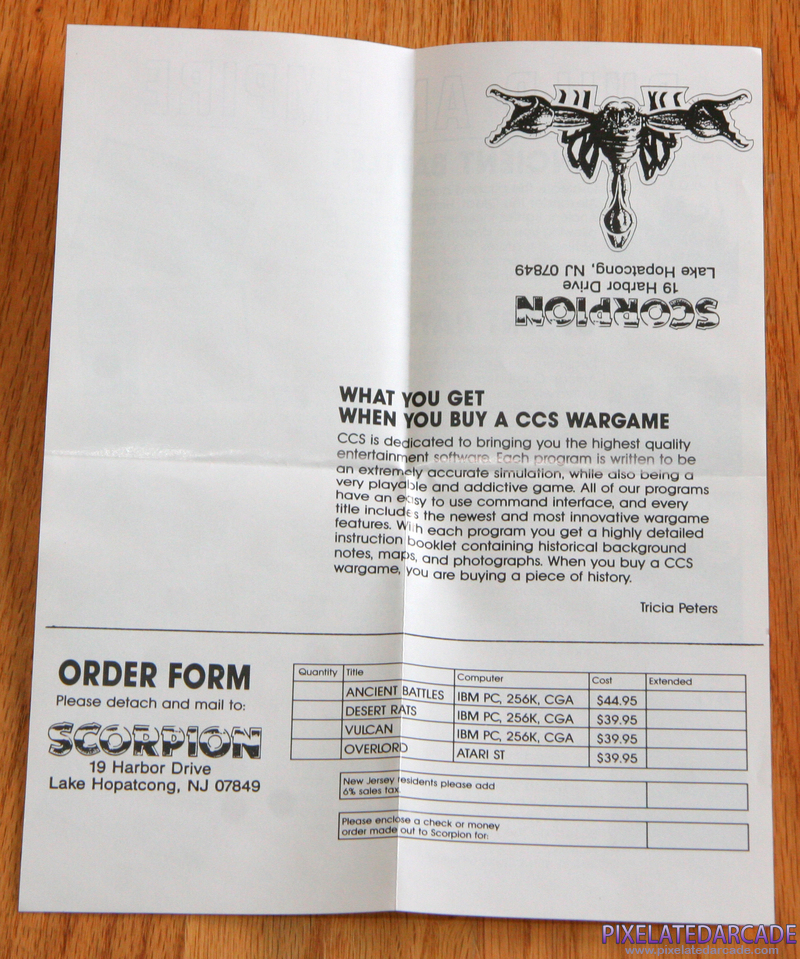 SCORPION
19 Harbor Drive
Lake Hopatcong, NJ 07849
WHAT YOU GET
WHEN YOU BUY A CCS WARGAME
CCS is dedicated to bringing you the highest quality
entertainment software. Each program is written to be
an extremely accurate simulation, while also being a
very playable and addictive game. All of our programs
have an easy to use command interface, and every
title includes the newest and most innovative wargame
features. With each program you get a highly detailed
instruction booklet containing historical background
notes, maps, and photographs. When you buy a CCS
wargame, you are buying a piece of history.
Tricia Peters
ORDER FORM
Please detach and mail to:
SCORPION
19 Harbor Drive
Lake Hopatcong, NJ 07849
Quantity Title Computer Cost Extended
ANCIENT BATTLES IBM PC, 256K, CGA $44.95
DESERT RATS IBM PC, 256K, CGA $39.95
VULCAN IBM PC, 256K, CGA $39.95
OVERLORD ATARI ST $39.95
New Jersey residents please add
6% sales tax.
Please enclose a check or money
order made out to Scorpion for:
PIXELATEDARCADE
www.pixelatedarcade.com